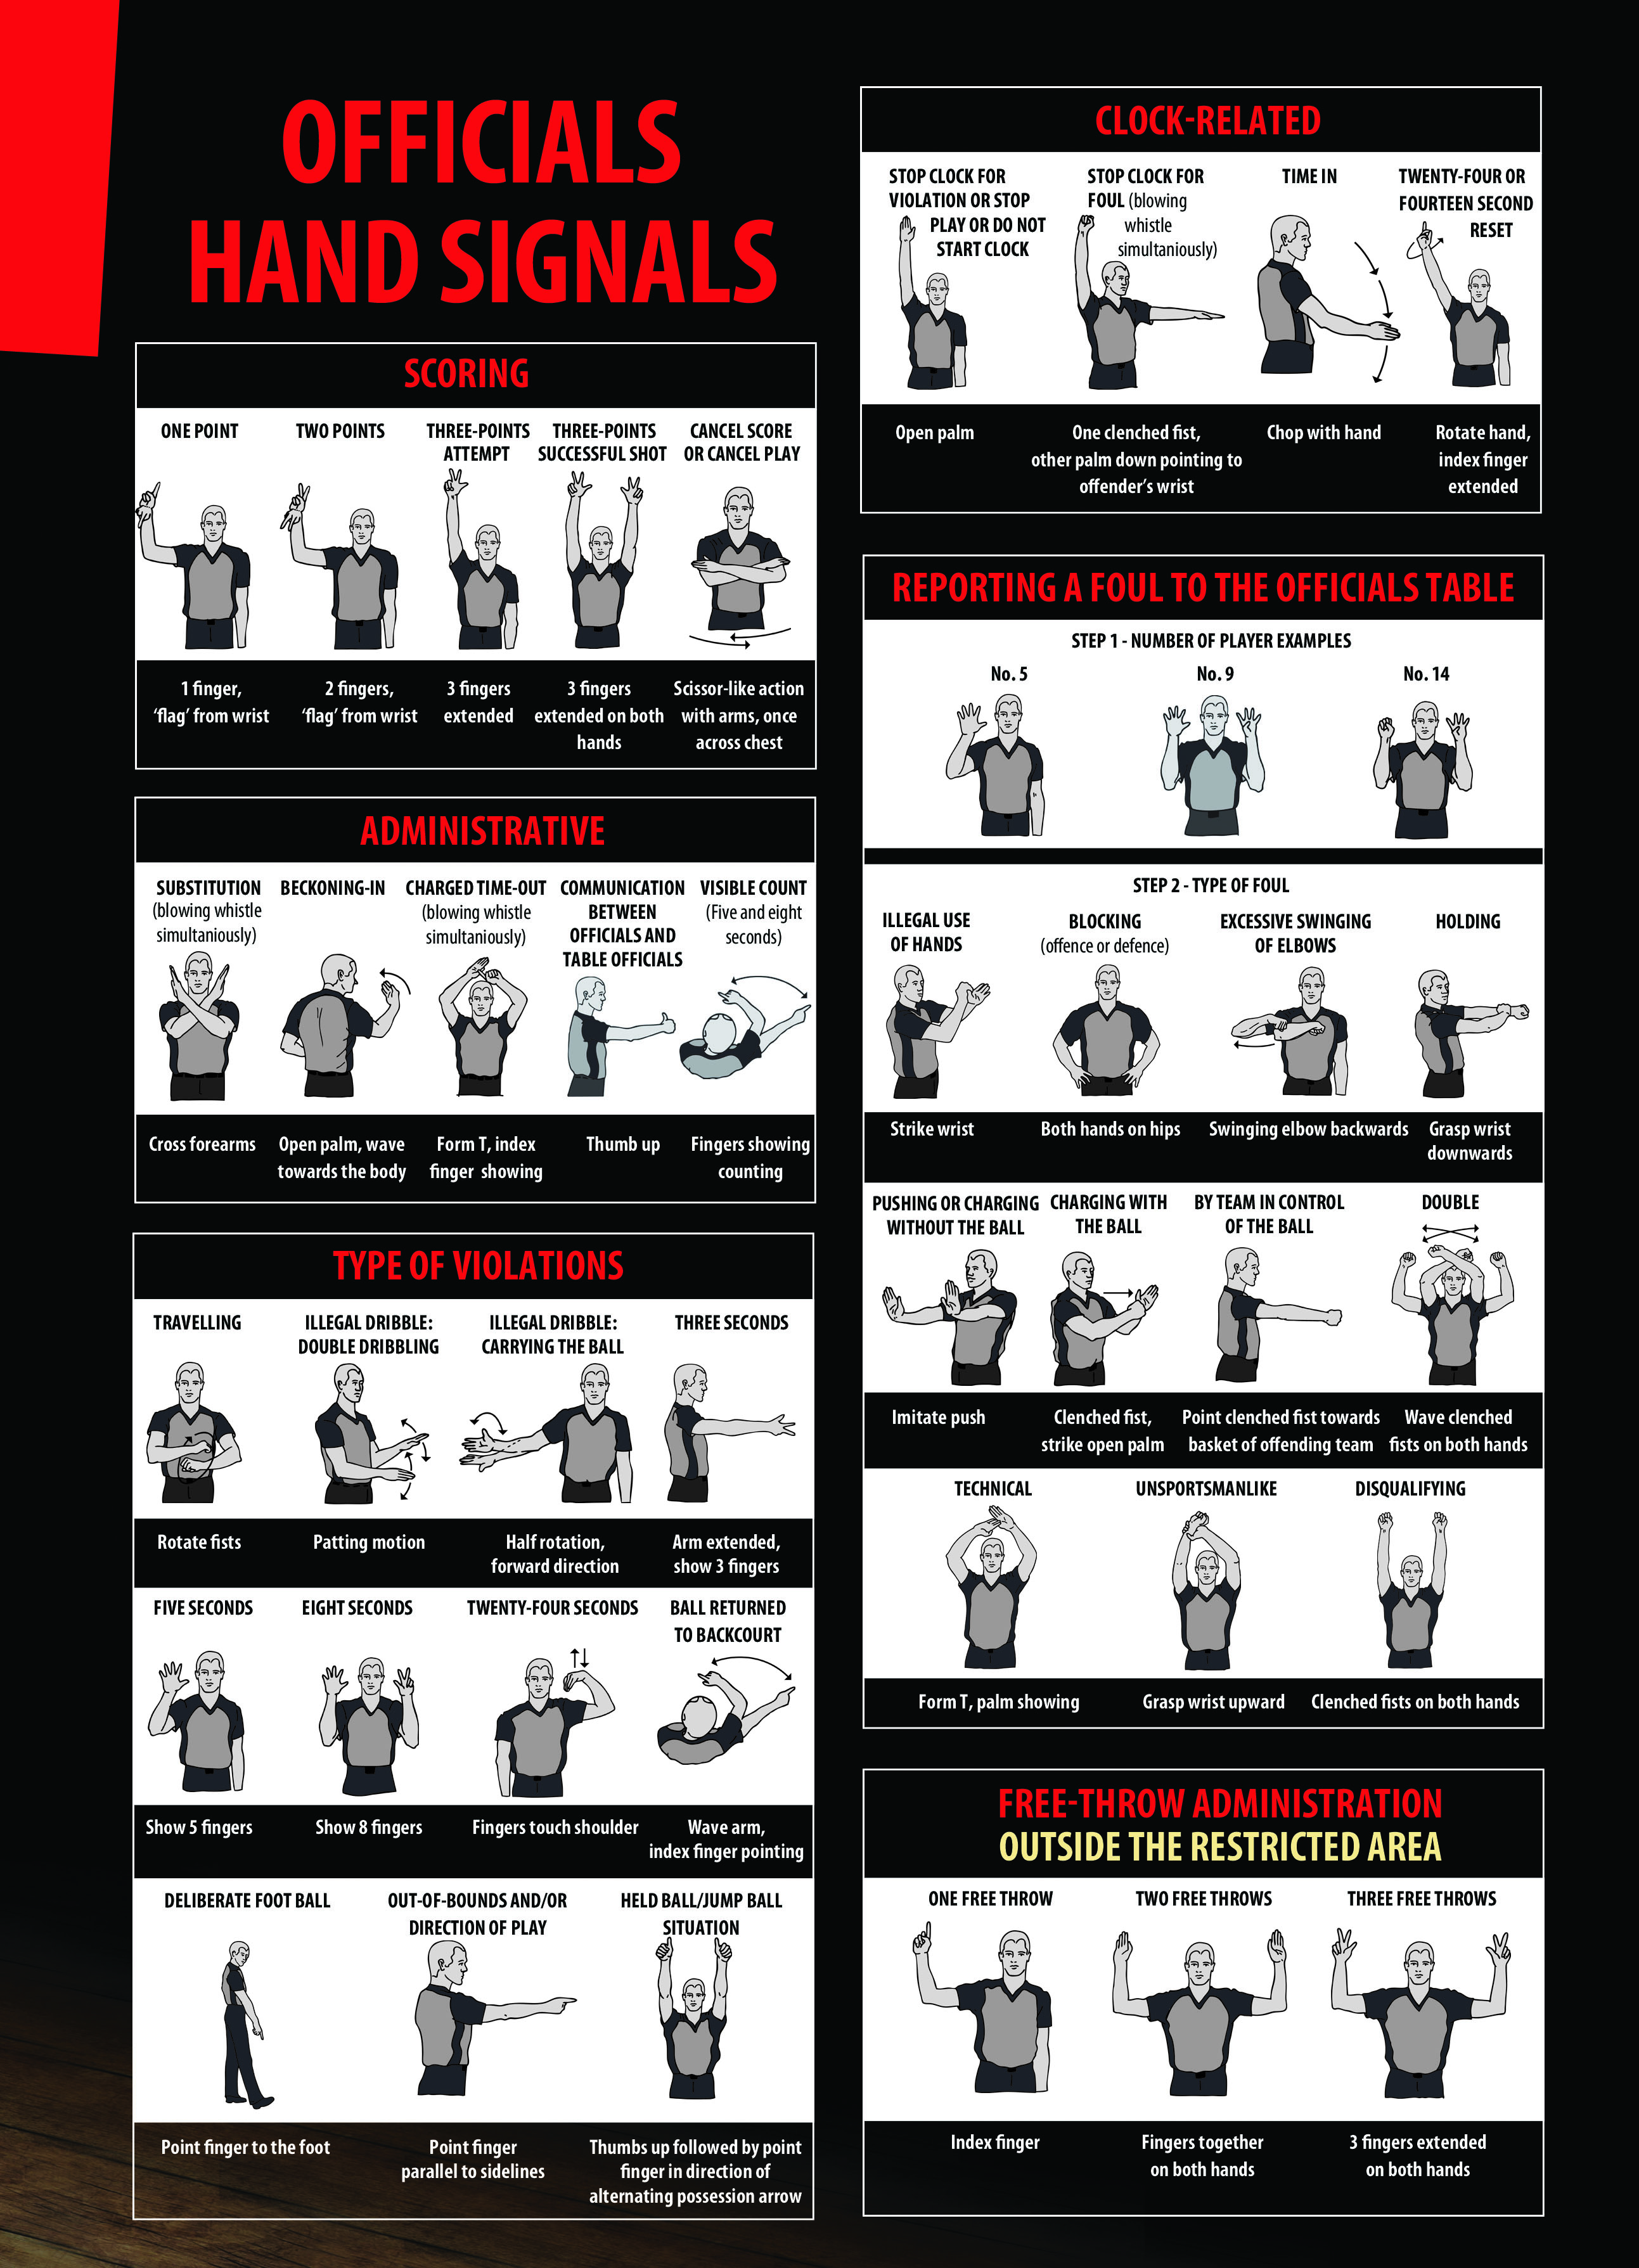 OFFICIALS
HAND SIGNALS
SCORING
ONE POINT
TWO POINTS
THREE-POINTS
ATTEMPT
THREE-POINTS
SUCCESSFUL SHOT
CANCEL SCORE
OR CANCEL PLAY
1 finger,
‘flag’ from wrist
2 fingers,
‘flag’ from wrist
3 fingers
extended
3 fingers
extended on both
hands
Scissor-like action
with arms, once
across chest
ADMINISTRATIVE
SUBSTITUTION
(blowing whistle
simultaniously)
BECKONING-IN
CHARGED TIME-OUT
(blowing whistle
simultaniously)
COMMUNICATION
BETWEEN
OFFICIALS AND
TABLE OFFICIALS
VISIBLE COUNT
(Five and eight
seconds)
Cross forearms
Open palm, wave
towards the body
Form T, index
finger showing
Thumb up
Fingers showing
counting
TYPE OF VIOLATIONS
TRAVELLING
ILLEGAL DRIBBLE:
DOUBLE DRIBBLING
ILLEGAL DRIBBLE:
CARRYING THE BALL
THREE SECONDS
Rotate fists
Patting motion
Half rotation,
forward direction
Arm extended,
show 3 fingers
FIVE SECONDS
EIGHT SECONDS
TWENTY-FOUR SECONDS
BALL RETURNED
TO BACKCOURT
Show 5 fingers
Show 8 fingers
Fingers touch shoulder
Wave arm,
index finger pointing
DELIBERATE FOOT BALL
OUT-OF-BOUNDS AND/OR
DIRECTION OF PLAY
HELD BALL/JUMP BALL
SITUATION
Point finger to the foot
Point finger
parallel to sidelines
Thumbs up followed by point
finger in direction of
alternating possession arrow
CLOCK-RELATED
STOP CLOCK FOR
VIOLATION OR STOP
PLAY OR DO NOT
START CLOCK
STOP CLOCK FOR
FOUL (blowing
whistle
simultaniously)
TIME IN
TWENTY-FOUR OR
FOURTEEN SECOND
RESET
Open palm
One clenched fist,
other palm down pointing to
offender’s wrist
Chop with hand
Rotate hand,
index finger
extended
REPORTING A FOUL TO THE OFFICIALS TABLE
STEP 1 - NUMBER OF PLAYER EXAMPLES
No. 5
No. 9
No. 14
STEP 2 - TYPE OF FOUL
ILLEGAL USE
OF HANDS
BLOCKING
(offence or defence)
EXCESSIVE SWINGING
OF ELBOWS
HOLDING
Strike wrist
Both hands on hips
Swinging elbow backwards
Grasp wrist
downwards
PUSHING OR CHARGING
WITHOUT THE BALL
CHARGING WITH
THE BALL
BY TEAM IN CONTROL
OF THE BALL
DOUBLE
Imitate push
Clenched fist,
strike open palm
Point clenched fist towards
basket of offending team
Wave clenched
fists on both hands
TECHNICAL
UNSPORTSMANLIKE
DISQUALIFYING
Form T, palm showing
Grasp wrist upward
Clenched fists on both hands
FREE-THROW ADMINISTRATION
OUTSIDE THE RESTRICTED AREA
ONE FREE THROW
TWO FREE THROWS
THREE FREE THROWS
Index finger
Fingers together
on both hands
3 fingers extended
on both hands